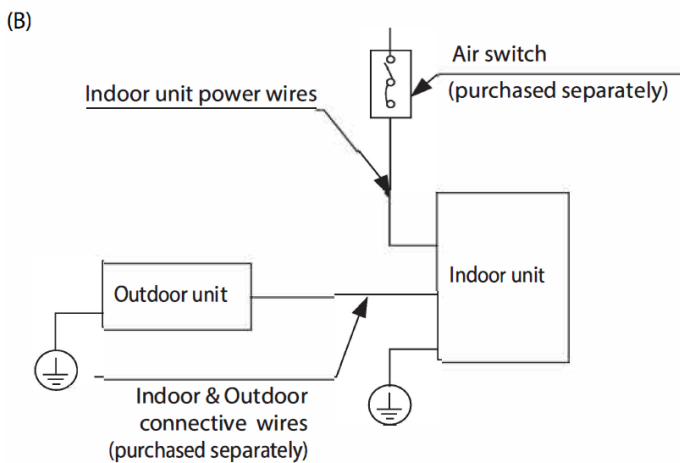 (B)
Air switch
(purchased separately)
Indoor unit power wires
Outdoor unit
Indoor unit
Indoor & Outdoor
connective wires
(purchased separately)